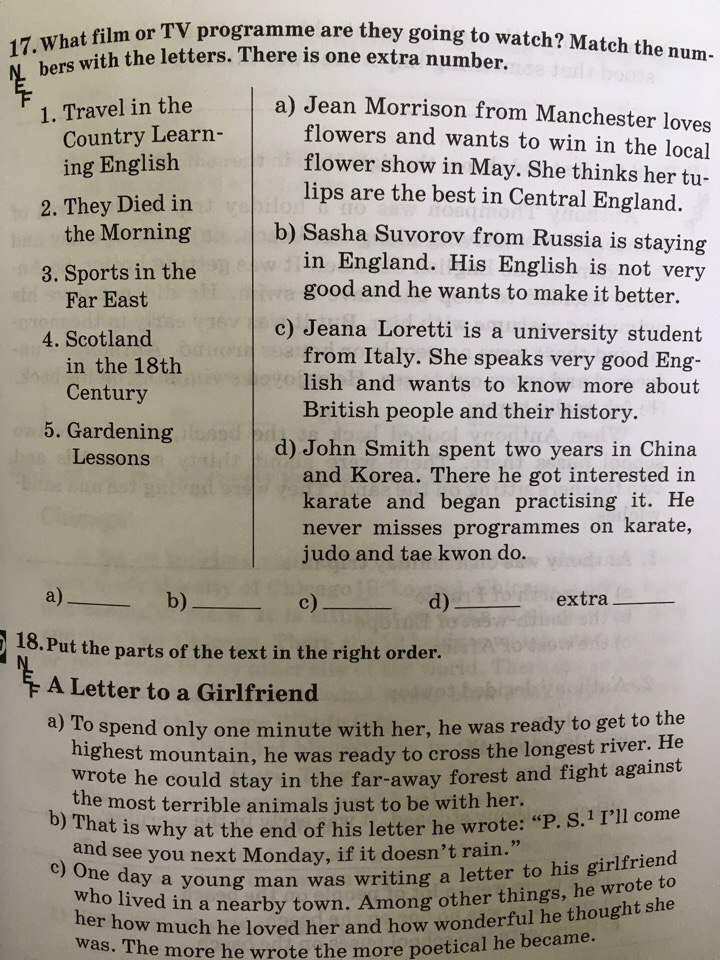 17. What film or TV programme are they going to watch? Match the num-
bers with the letters. There is one extra number.
NEF
1. Travel in the
Country Learn-
ing English
2. They Died in
the Morning
3. Sports in the
Far East
4. Scotland
in the 18th
Century
5. Gardening
Lessons
a) Jean Morrison from Manchester loves
flowers and wants to win in the local
flower show in May. She thinks her tu-
lips are the best in Central England.
b) Sasha Suvorov from Russia is staying
in England. His English is not very
good and he wants to make it better.
c) Jeana Loretti is a university student
from Italy. She speaks very good Eng-
lish and wants to know more about
British people and their history.
d) John Smith spent two years in China
and Korea. There he got interested in
karate and began practising it. He
never misses programmes on karate,
judo and tae kwon do.
a) ______ b) ______ c) ______ d) ______ extra ______
18. Put the parts of the text in the right order.
NEF
A Letter to a Girlfriend
a) To spend only one minute with her, he was ready to get to the
highest mountain, he was ready to cross the longest river. He
wrote he could stay in the far-away forest and fight against
the most terrible animals just to be with her.
b) That is why at the end of his letter he wrote: “P. S.¹ I’ll come
and see you next Monday, if it doesn’t rain.”
c) One day a young man was writing a letter to his girlfriend
who lived in a nearby town. Among other things, he wrote to
her how much he loved her and how wonderful he thought she
was. The more he wrote the more poetical he became.